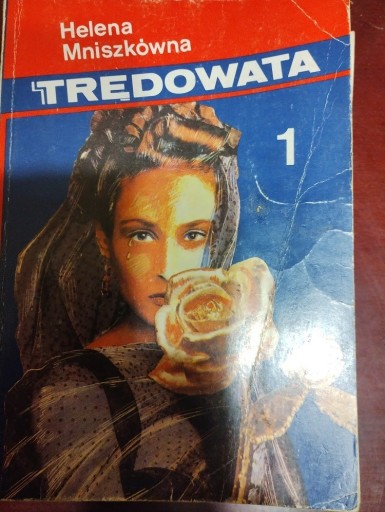 Helena
Mniszkówna
TRĘDOWATA
1